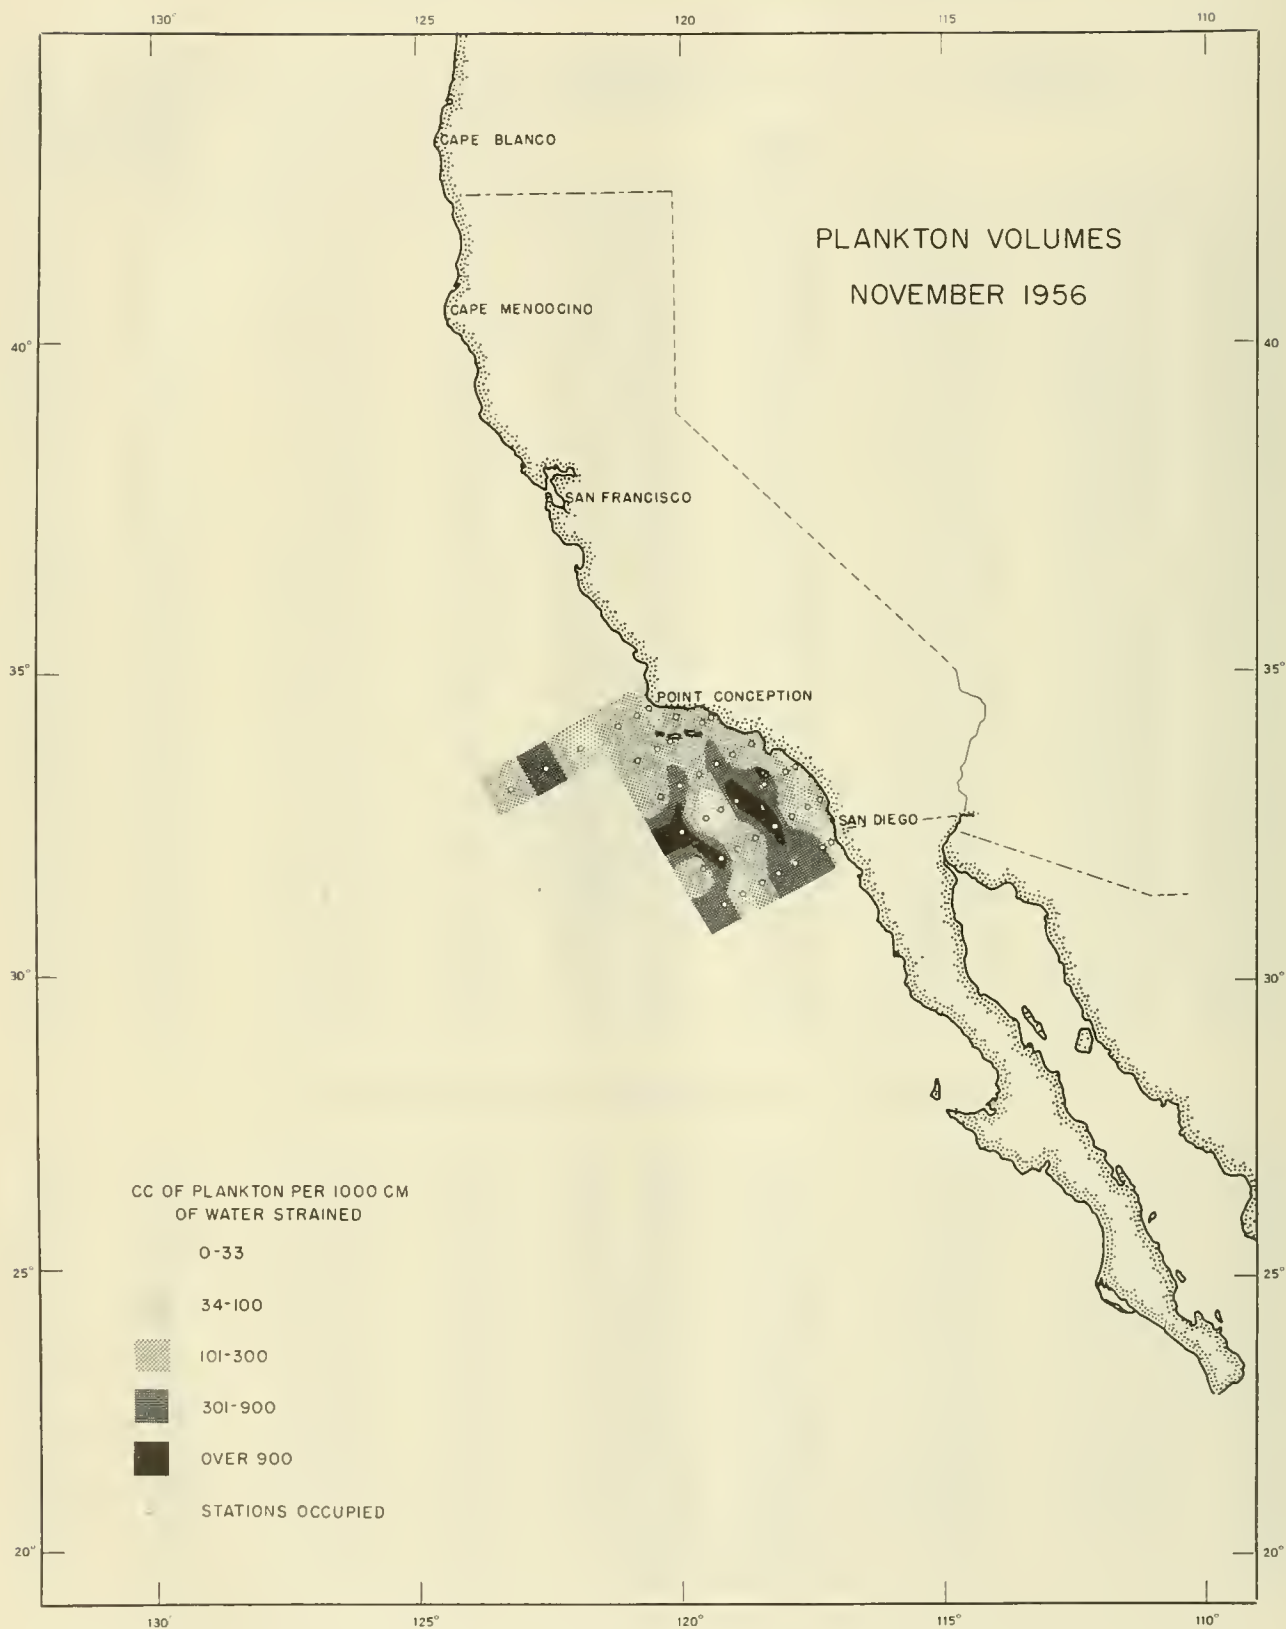 130° 125 120 115 110
CAPE BLANCO
PLANKTON VOLUMES
NOVEMBER 1956
CAPE MENDOCINO
40° 40
SAN FRANCISCO
35° 35°
POINT CONCEPTION
SAN DIEGO
30° 30°
CC OF PLANKTON PER 1000 CM
OF WATER STRAINED
0-33
25° 25°
34-100
101-300
301-900
OVER 900
STATIONS OCCUPIED
20° 20°
130° 125° 120° 115° 110°